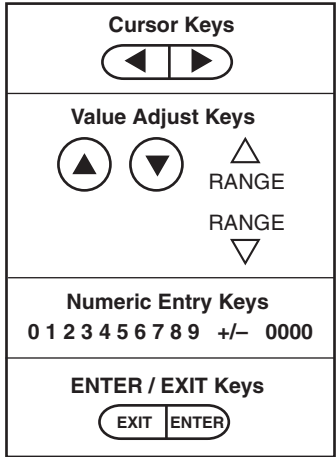 Cursor Keys
Value Adjust Keys
RANGE
RANGE
Numeric Entry Keys
0 1 2 3 4 5 6 7 8 9 +/– 0000
ENTER / EXIT Keys
EXIT ENTER